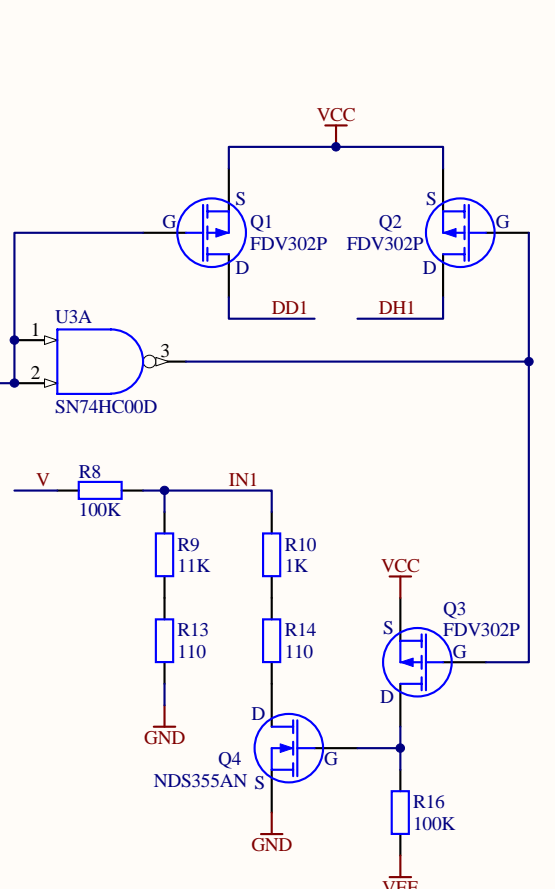 VCC
S
S
G
Q1
Q2
G
FDV302P
FDV302P
D
D
DD1
DH1
U3A
1
3
2
SN74HC00D
V
R8
IN1
100K
R9
11K
R10
1K
VCC
Q3
FDV302P
S
R13
110
R14
110
G
D
D
GND
Q4
G
NDS355AN
S
R16
100K
GND
VEE